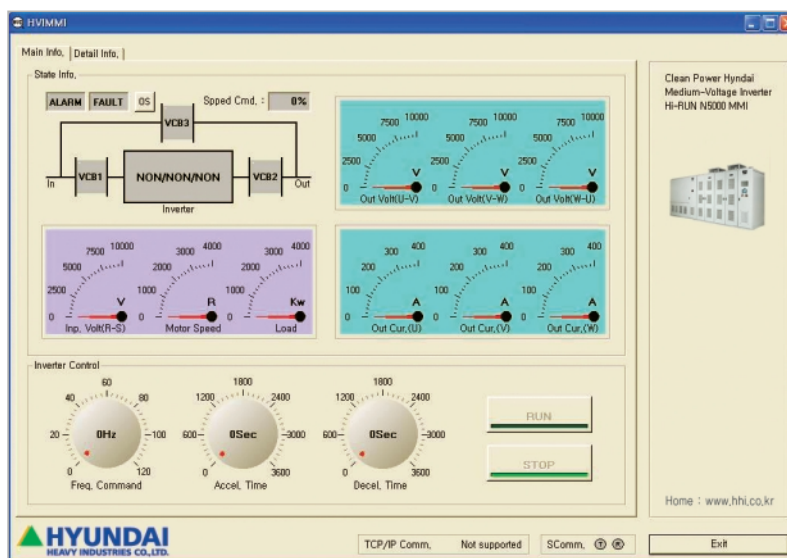 HVIMMI
Main Info.
Detail Info.
State Info.
ALARM
FAULT
OS
Spped Cmd. :
0%
VCB3
In
VCB1
NON/NON/NON
VCB2
Out
Inverter
10000
7500
5000
2500
0
V
Out Volt(U-V)
10000
7500
5000
2500
0
V
Out Volt(V-W)
10000
7500
5000
2500
0
V
Out Volt(W-U)
10000
7500
5000
2500
0
V
Inp. Volt(R-S)
4000
3000
2000
1000
0
R
Motor Speed
4000
3000
2000
1000
0
Kw
Load
400
300
200
100
0
A
Out Cur.(U)
400
300
200
100
0
A
Out Cur.(V)
400
300
200
100
0
A
Out Cur.(W)
Inverter Control
0
20
40
60
80
100
120
0Hz
Freq. Command
0
600
1200
1800
2400
3000
3600
0Sec
Accel. Time
0
600
1200
1800
2400
3000
3600
0Sec
Decel. Time
RUN
STOP
Clean Power Hyndai
Medium-Voltage Inverter
Hi-RUN N5000 MMI
Home : www.hhi.co.kr
HYUNDAI
HEAVY INDUSTRIES CO.,LTD.
TCP/IP Comm.
Not supported
SComm.
T
R
Exit